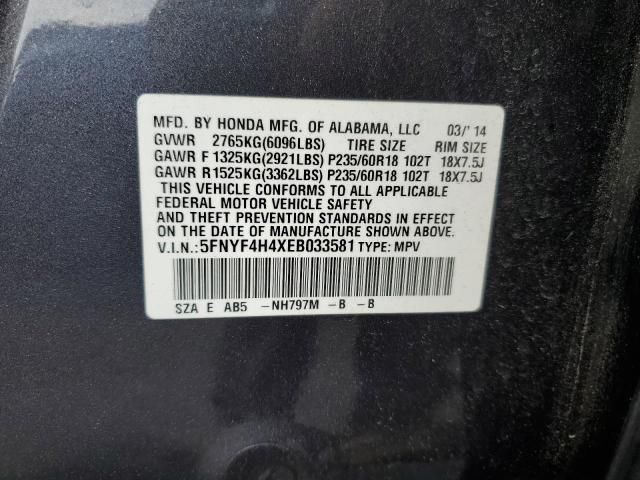 MFD. BY HONDA MFG. OF ALABAMA, LLC 03/'14
GVWR 2765KG(6096LBS) TIRE SIZE RIM SIZE
GAWR F 1325KG(2921LBS) P235/60R18 102T 18X7.5J
GAWR R1525KG(3362LBS) P235/60R18 102T 18X7.5J
THIS VEHICLE CONFORMS TO ALL APPLICABLE
FEDERAL MOTOR VEHICLE SAFETY
AND THEFT PREVENTION STANDARDS IN EFFECT
ON THE DATE OF MANUFACTURE SHOWN ABOVE.
V.I.N.: 5FNYF4H4XEB033581 TYPE: MPV
SZA E AB5 -NH797M -B -B